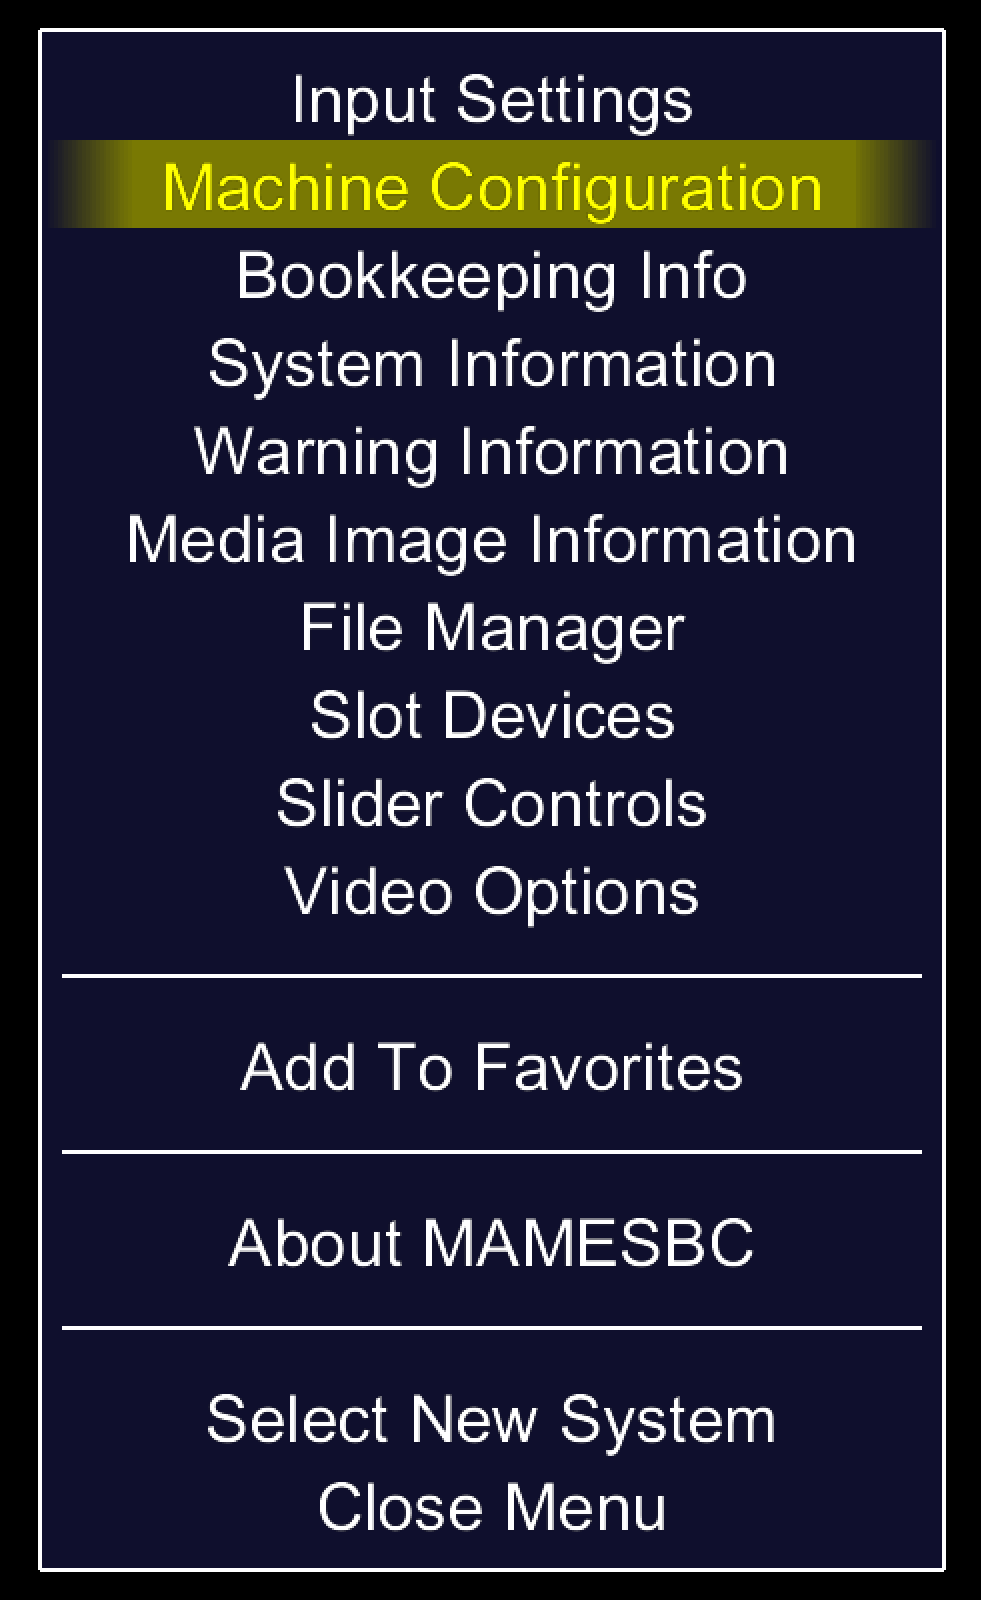 Input Settings
Machine Configuration
Bookkeeping Info
System Information
Warning Information
Media Image Information
File Manager
Slot Devices
Slider Controls
Video Options
Add To Favorites
About MAMESBC
Select New System
Close Menu